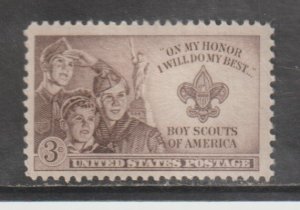 "ON MY HONOR
I WILL DO MY BEST...
BOY SCOUTS
OF AMERICA
3¢
UNITED STATES POSTAGE